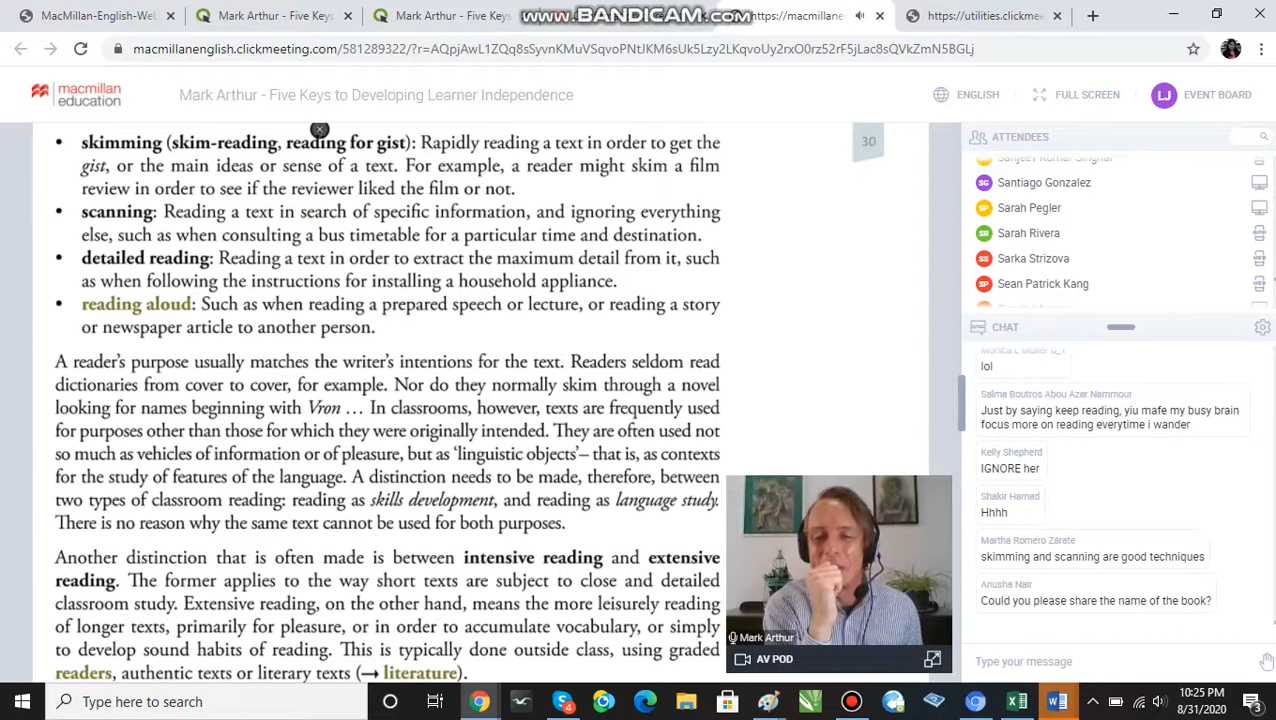 Macmillan-English-Web
Mark Arthur - Five Keys
Mark Arthur - Five Keys
www.BANDICAM.com
https://macmillane
https://utilities.clickmee
macmillanenglish.clickmeeting.com/581289322/?r=AQpjAwL1ZQq8sSyvnKMuVSqvoPNtJKM6sUk5Lzy2LKqvoUy2rxO0rz52rF5jLac8sQVkZmN5BGLj
macmillan
education
Mark Arthur - Five Keys to Developing Learner Independence
ENGLISH
FULL SCREEN
LJ
EVENT BOARD
30
• skimming (skim-reading, reading for gist): Rapidly reading a text in order to get the
gist, or the main ideas or sense of a text. For example, a reader might skim a film
review in order to see if the reviewer liked the film or not.
• scanning: Reading a text in search of specific information, and ignoring everything
else, such as when consulting a bus timetable for a particular time and destination.
• detailed reading: Reading a text in order to extract the maximum detail from it, such
as when following the instructions for installing a household appliance.
• reading aloud: Such as when reading a prepared speech or lecture, or reading a story
or newspaper article to another person.
A reader's purpose usually matches the writer's intentions for the text. Readers seldom read
dictionaries from cover to cover, for example. Nor do they normally skim through a novel
looking for names beginning with Vron … In classrooms, however, texts are frequently used
for purposes other than those for which they were originally intended. They are often used not
so much as vehicles of information or of pleasure, but as 'linguistic objects'– that is, as contexts
for the study of features of the language. A distinction needs to be made, therefore, between
two types of classroom reading: reading as skills development, and reading as language study.
There is no reason why the same text cannot be used for both purposes.
Another distinction that is often made is between intensive reading and extensive
reading. The former applies to the way short texts are subject to close and detailed
classroom study. Extensive reading, on the other hand, means the more leisurely reading
of longer texts, primarily for pleasure, or in order to accumulate vocabulary, or simply
to develop sound habits of reading. This is typically done outside class, using graded
readers, authentic texts or literary texts (→ literature).
Mark Arthur
AV POD
ATTENDEES
Sanjeev Kumar
SG Santiago Gonzalez
SP Sarah Pegler
SR Sarah Rivera
SS Sarka Strizova
SP Sean Patrick Kang
CHAT
lol
Salma Boutros Abou Azar Nammour
Just by saying keep reading, yiu mafe my busy brain
focus more on reading everytime i wander
Kelly Shepherd
IGNORE her
Shakir Hamad
Hhhh
Martha Romero Zárate
skimming and scanning are good techniques
Anusha Nair
Could you please share the name of the book?
Type your message
Type here to search
4
10:25 PM
8/31/2020
3